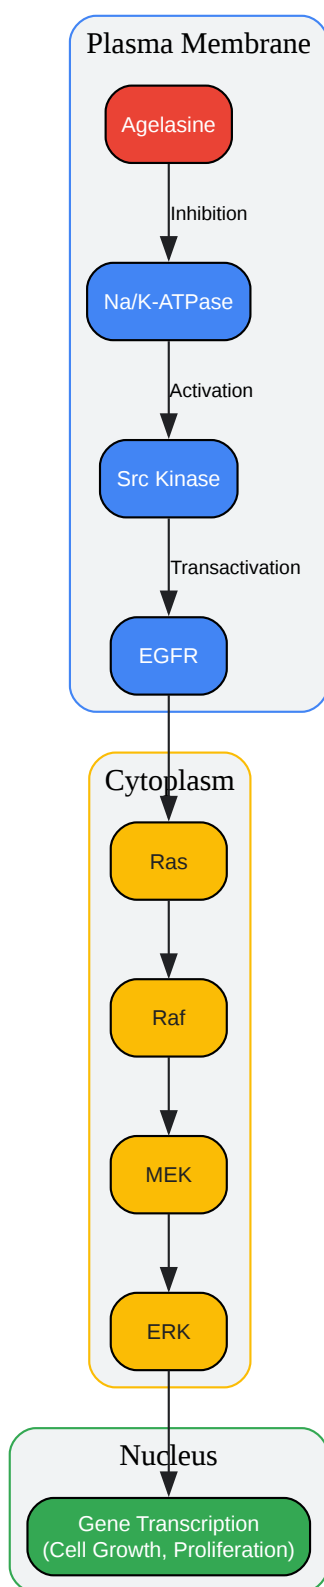 Plasma Membrane
Agelasine
Inhibition
Na/K-ATPase
Activation
Src Kinase
Transactivation
EGFR
Cytoplasm
Ras
Raf
MEK
ERK
Nucleus
Gene Transcription
(Cell Growth, Proliferation)